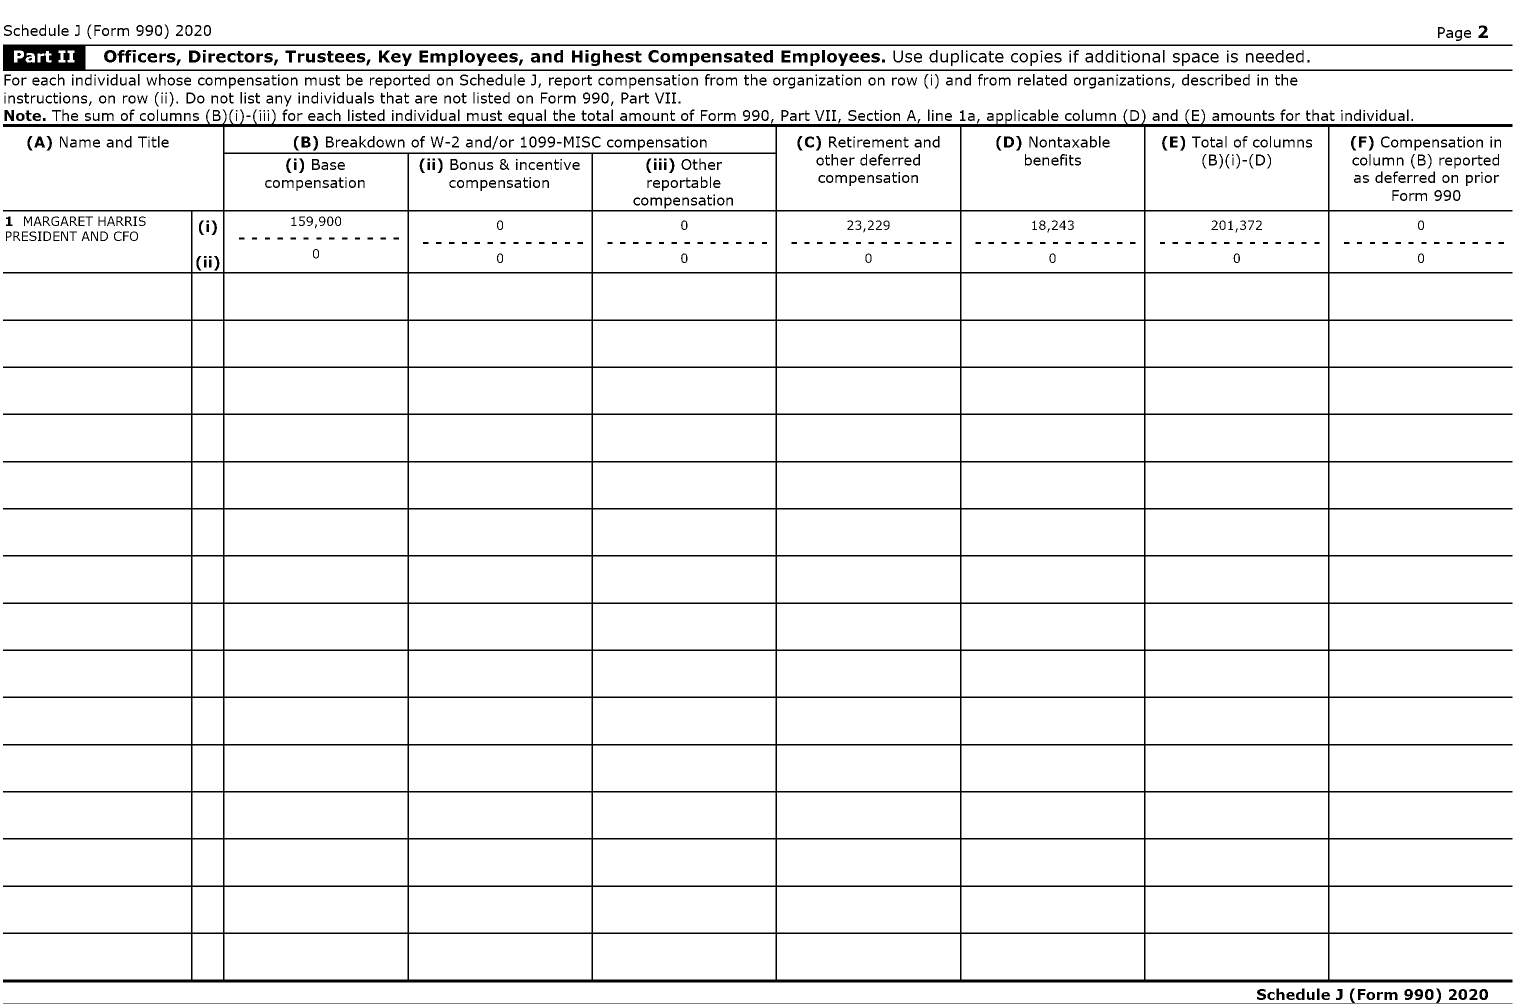 Schedule J (Form 990) 2020
Page 2
Part II Officers, Directors, Trustees, Key Employees, and Highest Compensated Employees. Use duplicate copies if additional space is needed.
For each individual whose compensation must be reported on Schedule J, report compensation from the organization on row (i) and from related organizations, described in the
instructions, on row (ii). Do not list any individuals that are not listed on Form 990, Part VII.
Note. The sum of columns (B)(i)-(iii) for each listed individual must equal the total amount of Form 990, Part VII, Section A, line 1a, applicable column (D) and (E) amounts for that individual.
(A) Name and Title
(B) Breakdown of W-2 and/or 1099-MISC compensation
(i) Base
compensation
(ii) Bonus & incentive
compensation
(iii) Other
reportable
compensation
(C) Retirement and
other deferred
compensation
(D) Nontaxable
benefits
(E) Total of columns
(B)(i)-(D)
(F) Compensation in
column (B) reported
as deferred on prior
Form 990
1 MARGARET HARRIS
PRESIDENT AND CFO
(i) 159,900 0 0 23,229 18,243 201,372 0
(ii) 0 0 0 0 0 0 0
Schedule J (Form 990) 2020